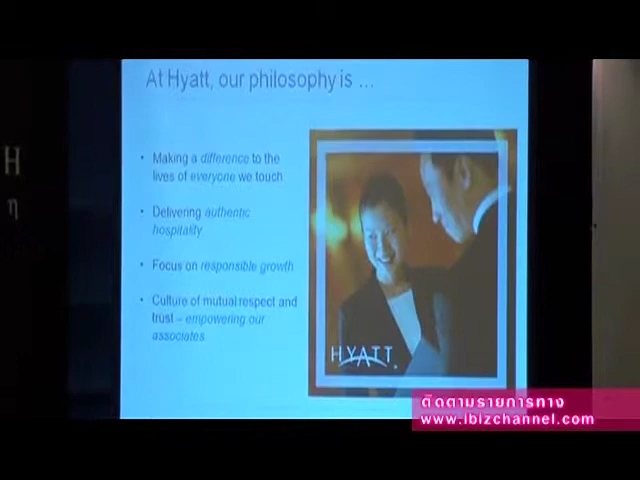 At Hyatt, our philosophy is ...
• Making a difference to the
lives of everyone we touch
• Delivering authentic
hospitality
• Focus on responsible growth
• Culture of mutual respect and
trust – empowering our
associates
HYATT
H
ติดตามรายการทาง
www.ibizchannel.com